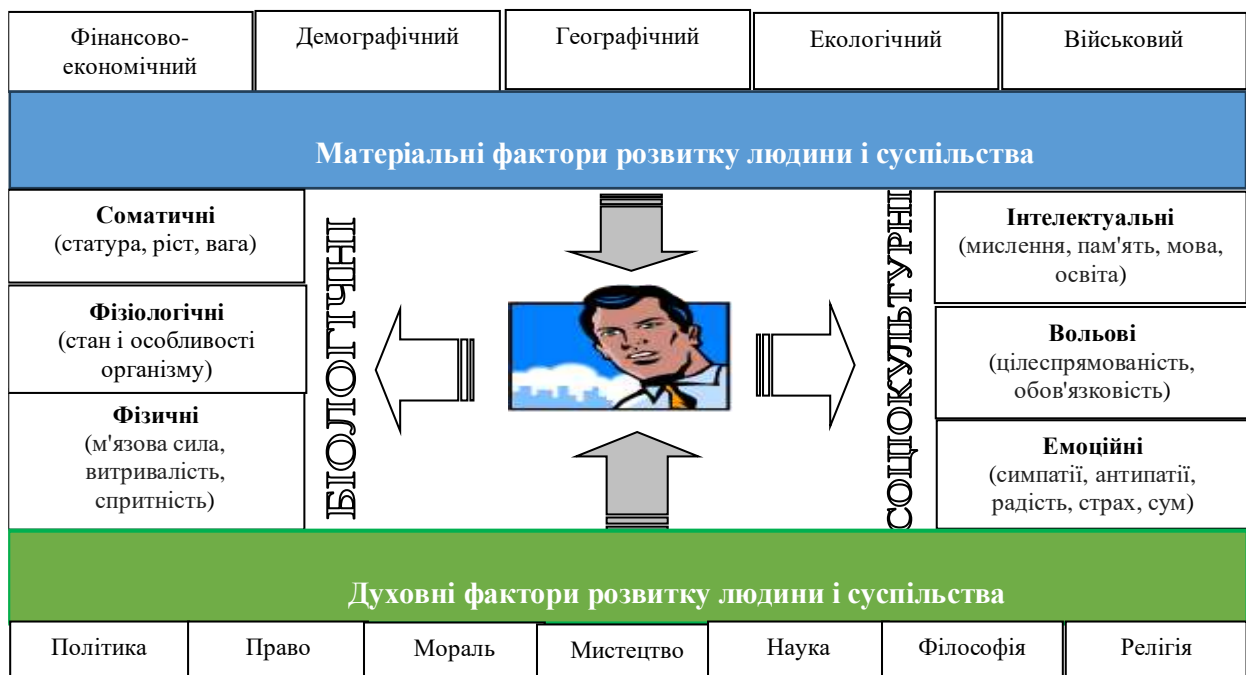 Фінансово-
економічний
Демографічний
Географічний
Екологічний
Військовий
Матеріальні фактори розвитку людини і суспільства
Соматичні
(статура, ріст, вага)
Фізіологічні
(стан і особливості
організму)
Фізичні
(м'язова сила,
витривалість,
спритність)
БІОЛОГІЧНІ
СОЦІОКУЛЬТУРНІ
Інтелектуальні
(мислення, пам'ять, мова,
освіта)
Вольові
(цілеспрямованість,
обов'язковість)
Емоційні
(симпатії, антипатії,
радість, страх, сум)
Духовні фактори розвитку людини і суспільства
Політика
Право
Мораль
Мистецтво
Наука
Філософія
Релігія